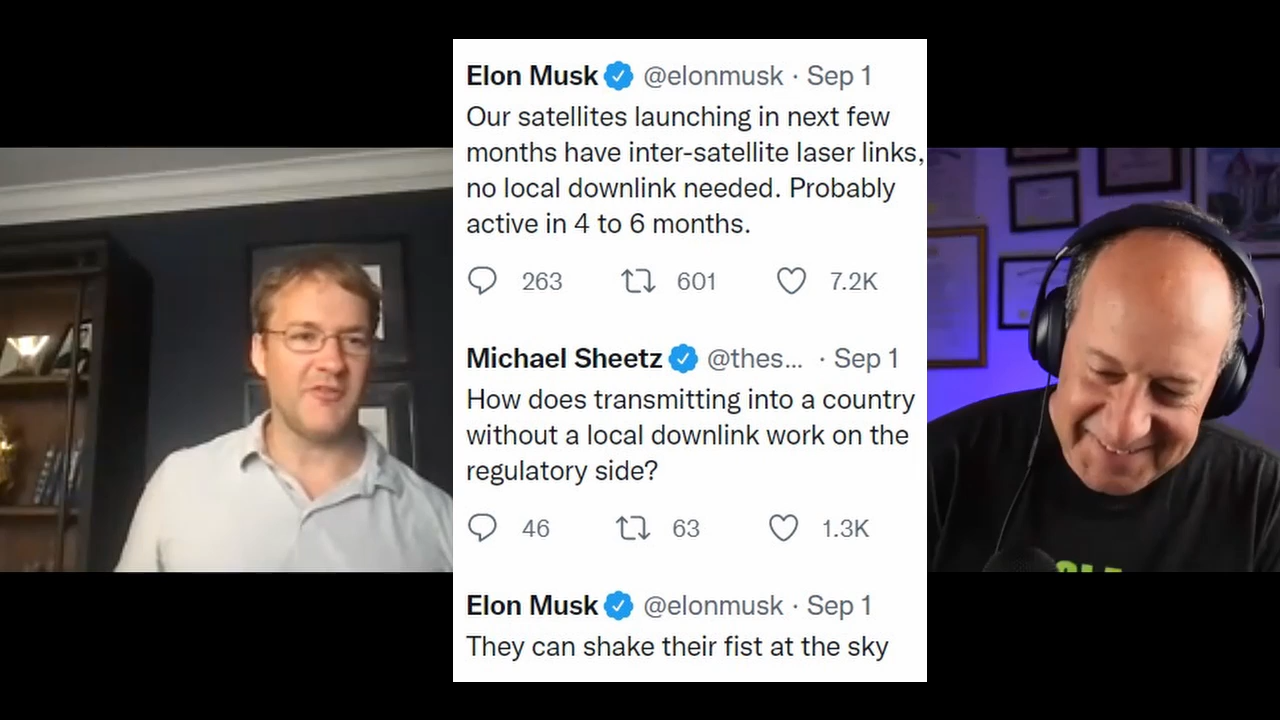 Elon Musk @elonmusk · Sep 1
Our satellites launching in next few
months have inter-satellite laser links,
no local downlink needed. Probably
active in 4 to 6 months.
263 601 7.2K
Michael Sheetz @thes... · Sep 1
How does transmitting into a country
without a local downlink work on the
regulatory side?
46 63 1.3K
Elon Musk @elonmusk · Sep 1
They can shake their fist at the sky